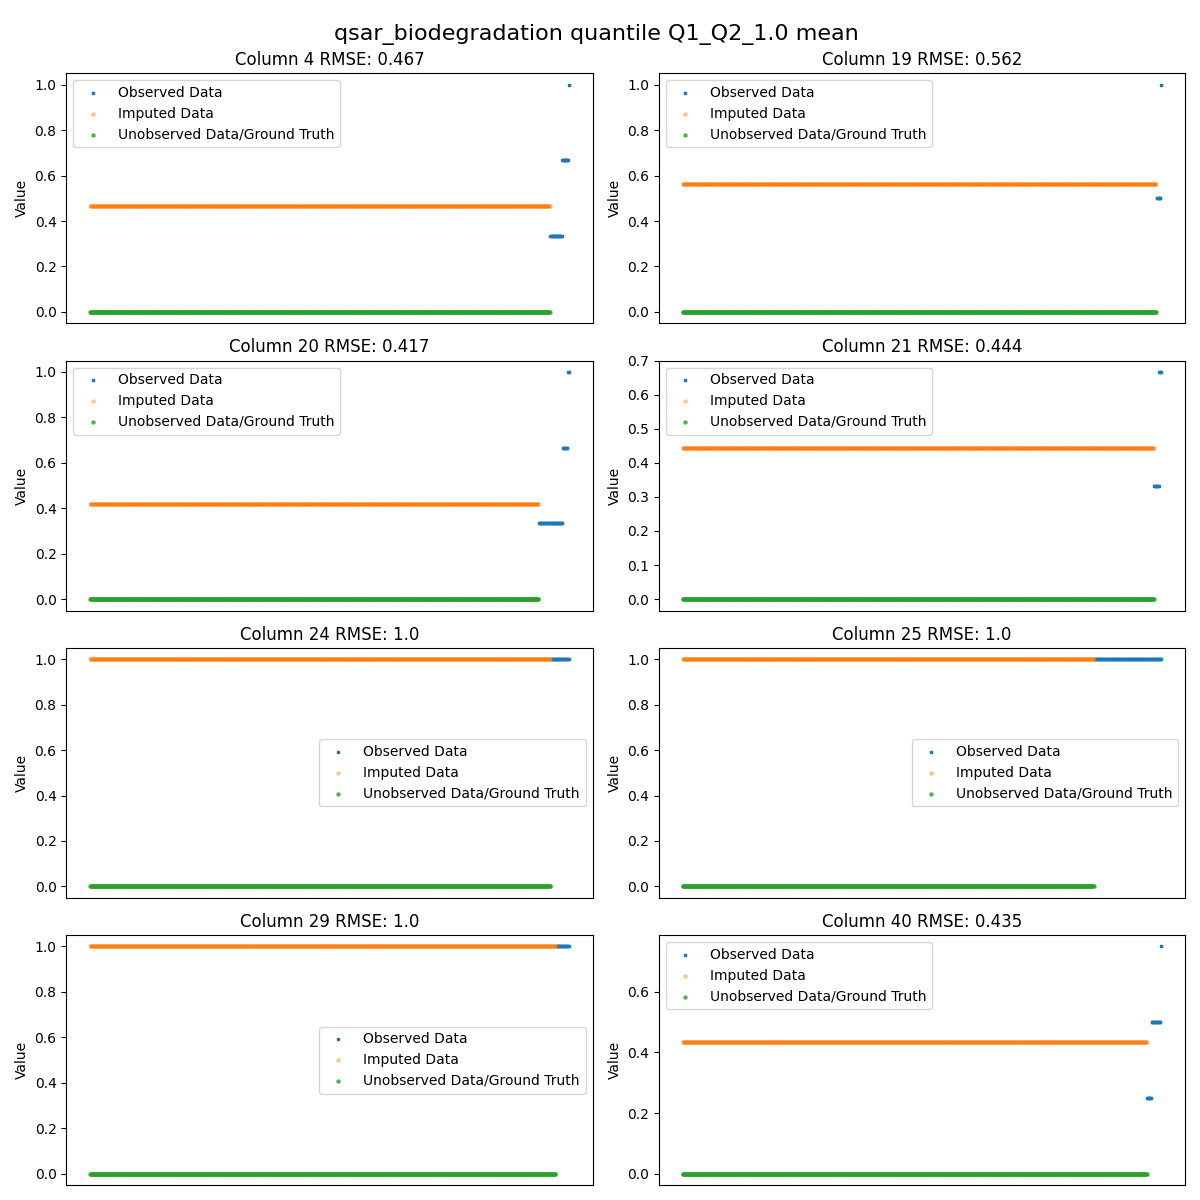 qsar_biodegradation quantile Q1_Q2_1.0 mean
Column 4 RMSE: 0.467
1.0
0.8
0.6
0.4
0.2
0.0
Value
Observed Data
Imputed Data
Unobserved Data/Ground Truth
Column 19 RMSE: 0.562
1.0
0.8
0.6
0.4
0.2
0.0
Value
Observed Data
Imputed Data
Unobserved Data/Ground Truth
Column 20 RMSE: 0.417
1.0
0.8
0.6
0.4
0.2
0.0
Value
Observed Data
Imputed Data
Unobserved Data/Ground Truth
Column 21 RMSE: 0.444
0.7
0.6
0.5
0.4
0.3
0.2
0.1
0.0
Value
Observed Data
Imputed Data
Unobserved Data/Ground Truth
Column 24 RMSE: 1.0
1.0
0.8
0.6
0.4
0.2
0.0
Value
Observed Data
Imputed Data
Unobserved Data/Ground Truth
Column 25 RMSE: 1.0
1.0
0.8
0.6
0.4
0.2
0.0
Value
Observed Data
Imputed Data
Unobserved Data/Ground Truth
Column 29 RMSE: 1.0
1.0
0.8
0.6
0.4
0.2
0.0
Value
Observed Data
Imputed Data
Unobserved Data/Ground Truth
Column 40 RMSE: 0.435
0.6
0.4
0.2
0.0
Value
Observed Data
Imputed Data
Unobserved Data/Ground Truth